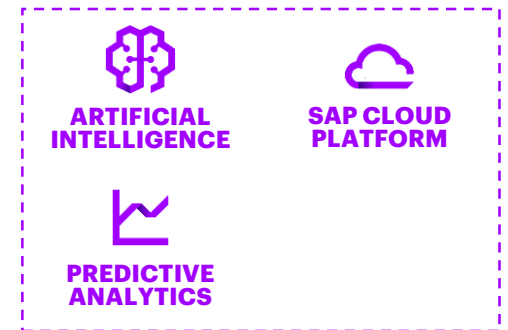 ARTIFICIAL
INTELLIGENCE
SAP CLOUD
PLATFORM
PREDICTIVE
ANALYTICS